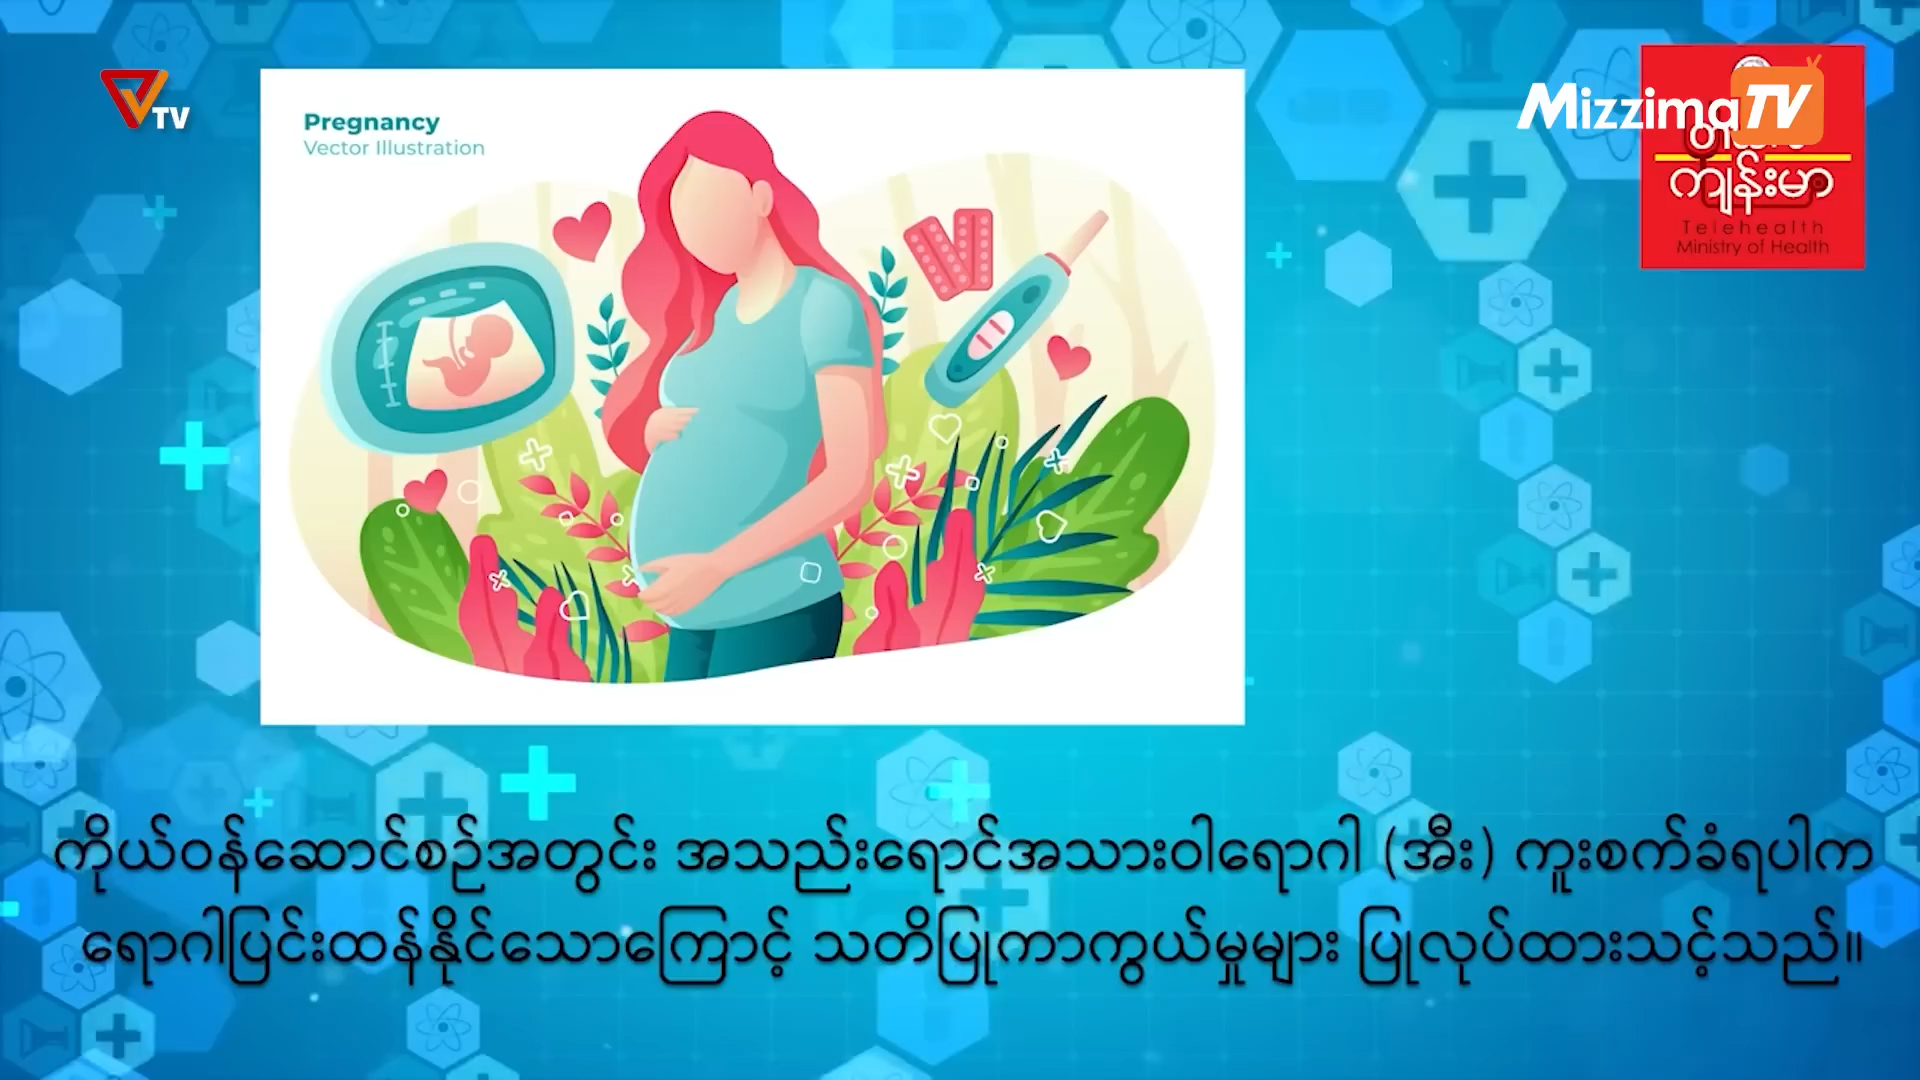 TV
Pregnancy
Vector Illustration
Mizzima TV
ကျန်းမာ
Telehealth
Ministry of Health
ကိုယ်ဝန်ဆောင်စဉ်အတွင်း အသည်းရောင်အသားဝါရောဂါ (အီး) ကူးစက်ခံရပါက
ရောဂါပြင်းထန်နိုင်သောကြောင့် သတိပြုကာကွယ်မှုများ ပြုလုပ်ထားသင့်သည်။